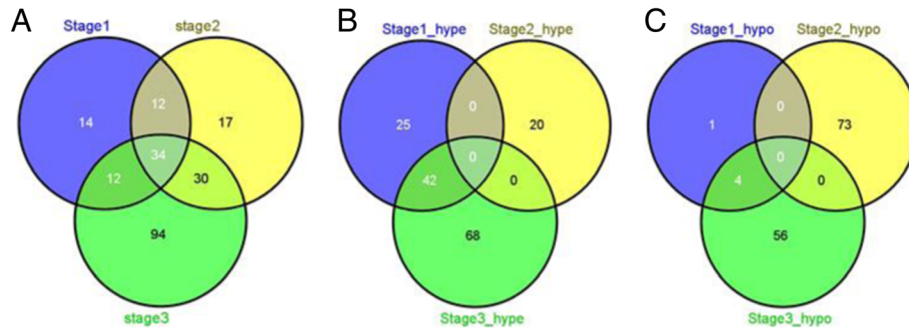 A
Stage1 stage2
12
14 17
34
12 30
94
stage3
B
Stage1_hype Stage2_hype
0
25 20
0
42 0
68
Stage3_hype
C
Stage1_hypo Stage2_hypo
0
1 73
0
4 0
56
Stage3_hypo